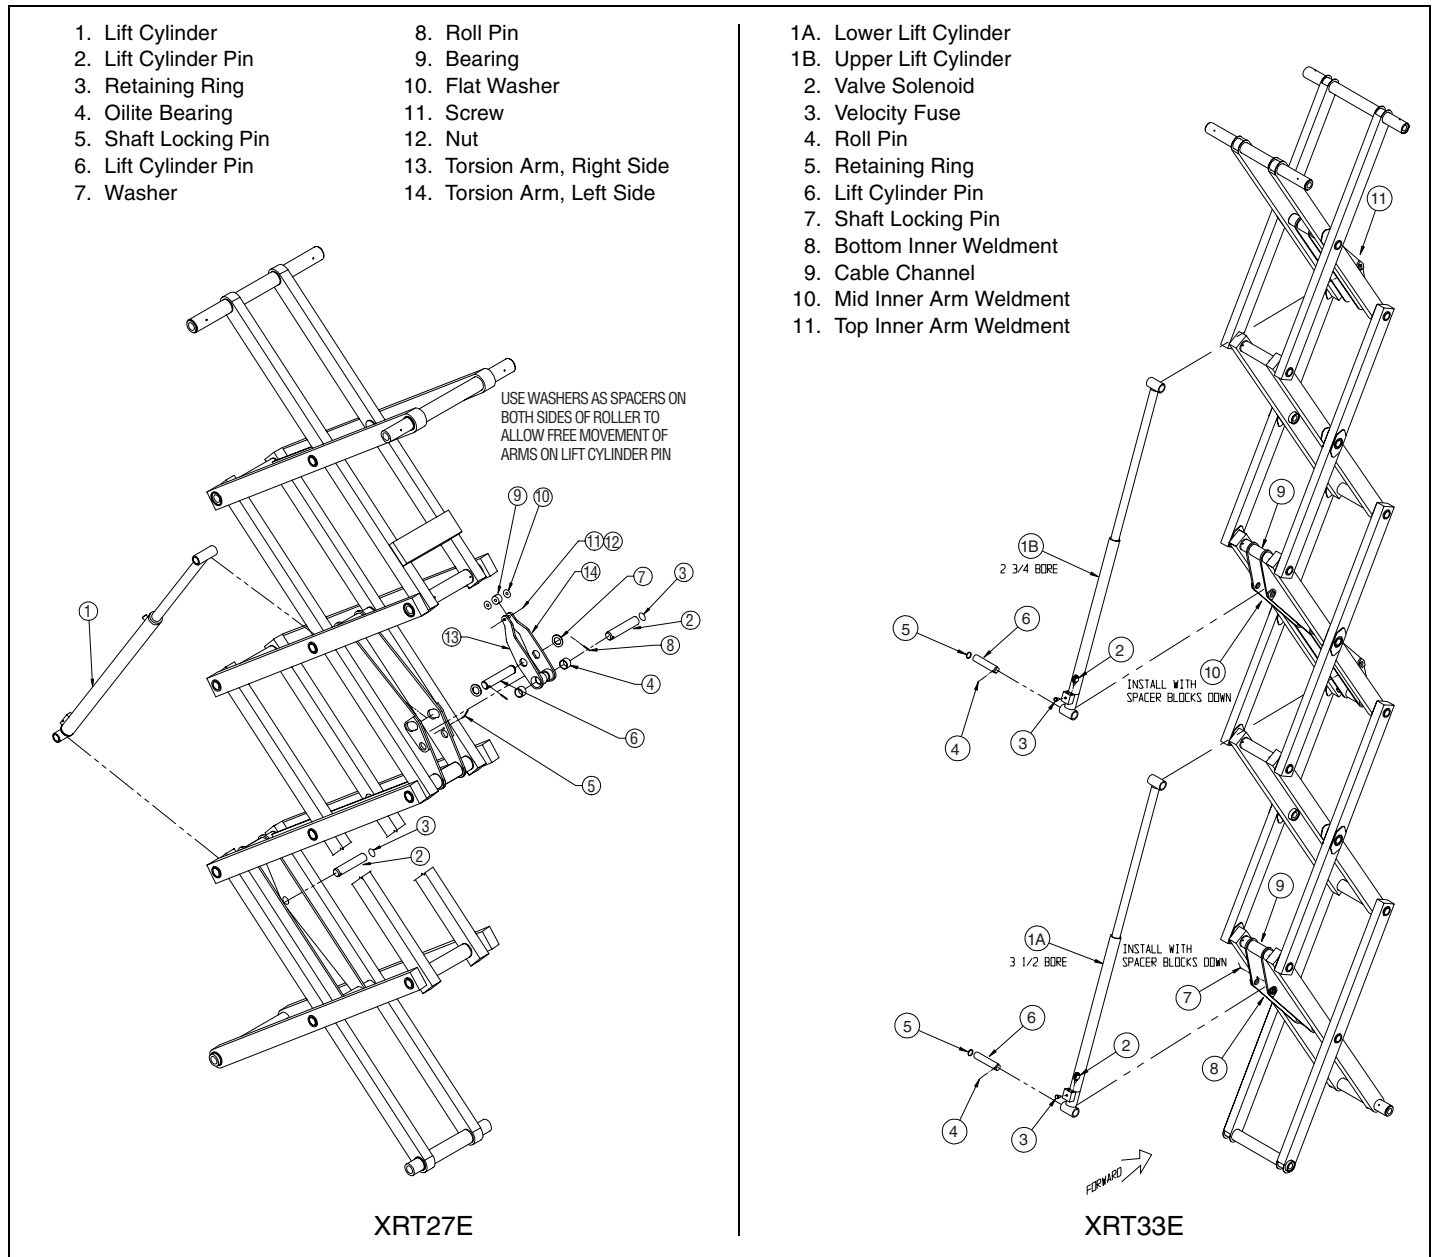 1. Lift Cylinder
2. Lift Cylinder Pin
3. Retaining Ring
4. Oilite Bearing
5. Shaft Locking Pin
6. Lift Cylinder Pin
7. Washer
8. Roll Pin
9. Bearing
10. Flat Washer
11. Screw
12. Nut
13. Torsion Arm, Right Side
14. Torsion Arm, Left Side
USE WASHERS AS SPACERS ON
BOTH SIDES OF ROLLER TO
ALLOW FREE MOVEMENT OF
ARMS ON LIFT CYLINDER PIN
9 10
11 12
14
7
3
2
13
8
4
6
5
1
3
2
XRT27E
1A. Lower Lift Cylinder
1B. Upper Lift Cylinder
2. Valve Solenoid
3. Velocity Fuse
4. Roll Pin
5. Retaining Ring
6. Lift Cylinder Pin
7. Shaft Locking Pin
8. Bottom Inner Weldment
9. Cable Channel
10. Mid Inner Arm Weldment
11. Top Inner Arm Weldment
11
9
1B
2 3/4 BORE
5
6
2
10
INSTALL WITH
SPACER BLOCKS DOWN
4
3
9
1A
3 1/2 BORE
INSTALL WITH
SPACER BLOCKS DOWN
7
5
6
2
8
4
3
FORWARD
XRT33E